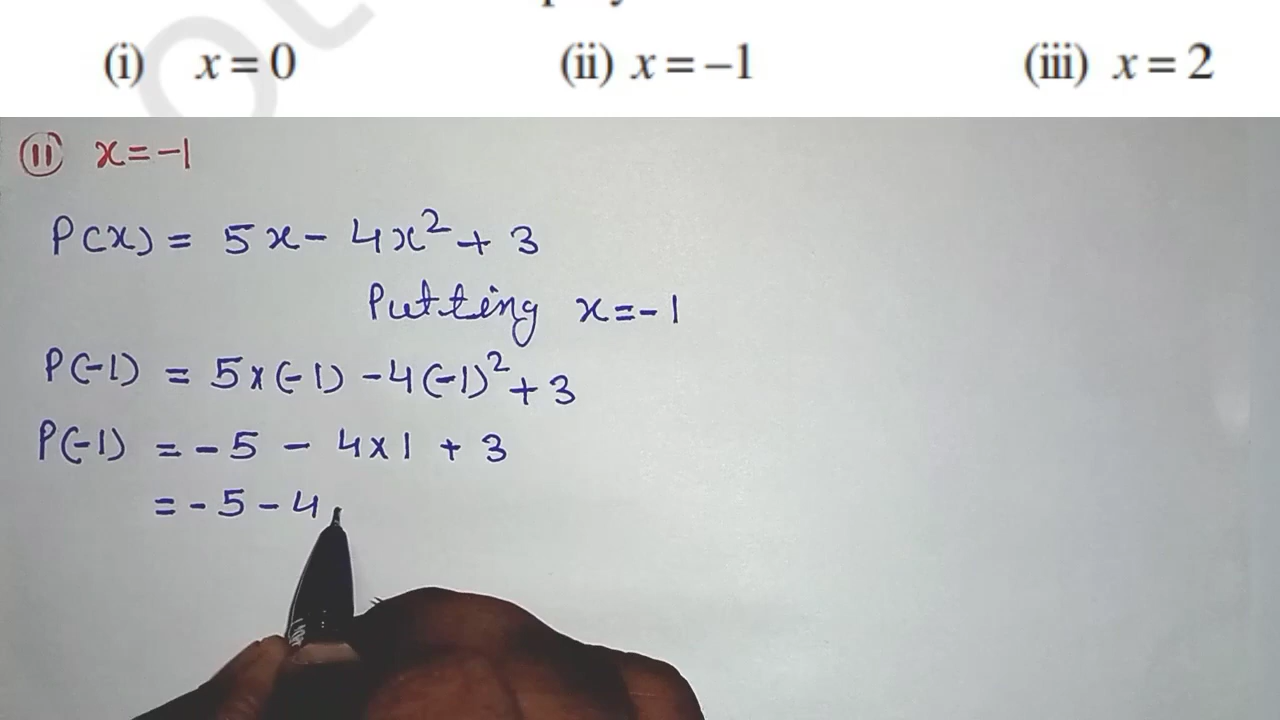 (i) x = 0 (ii) x = –1 (iii) x = 2
(11) x = -1
P(x) = 5x - 4x² + 3
Putting x = -1
P(-1) = 5×(-1) - 4(-1)² + 3
P(-1) = -5 - 4×1 + 3
= -5 - 4